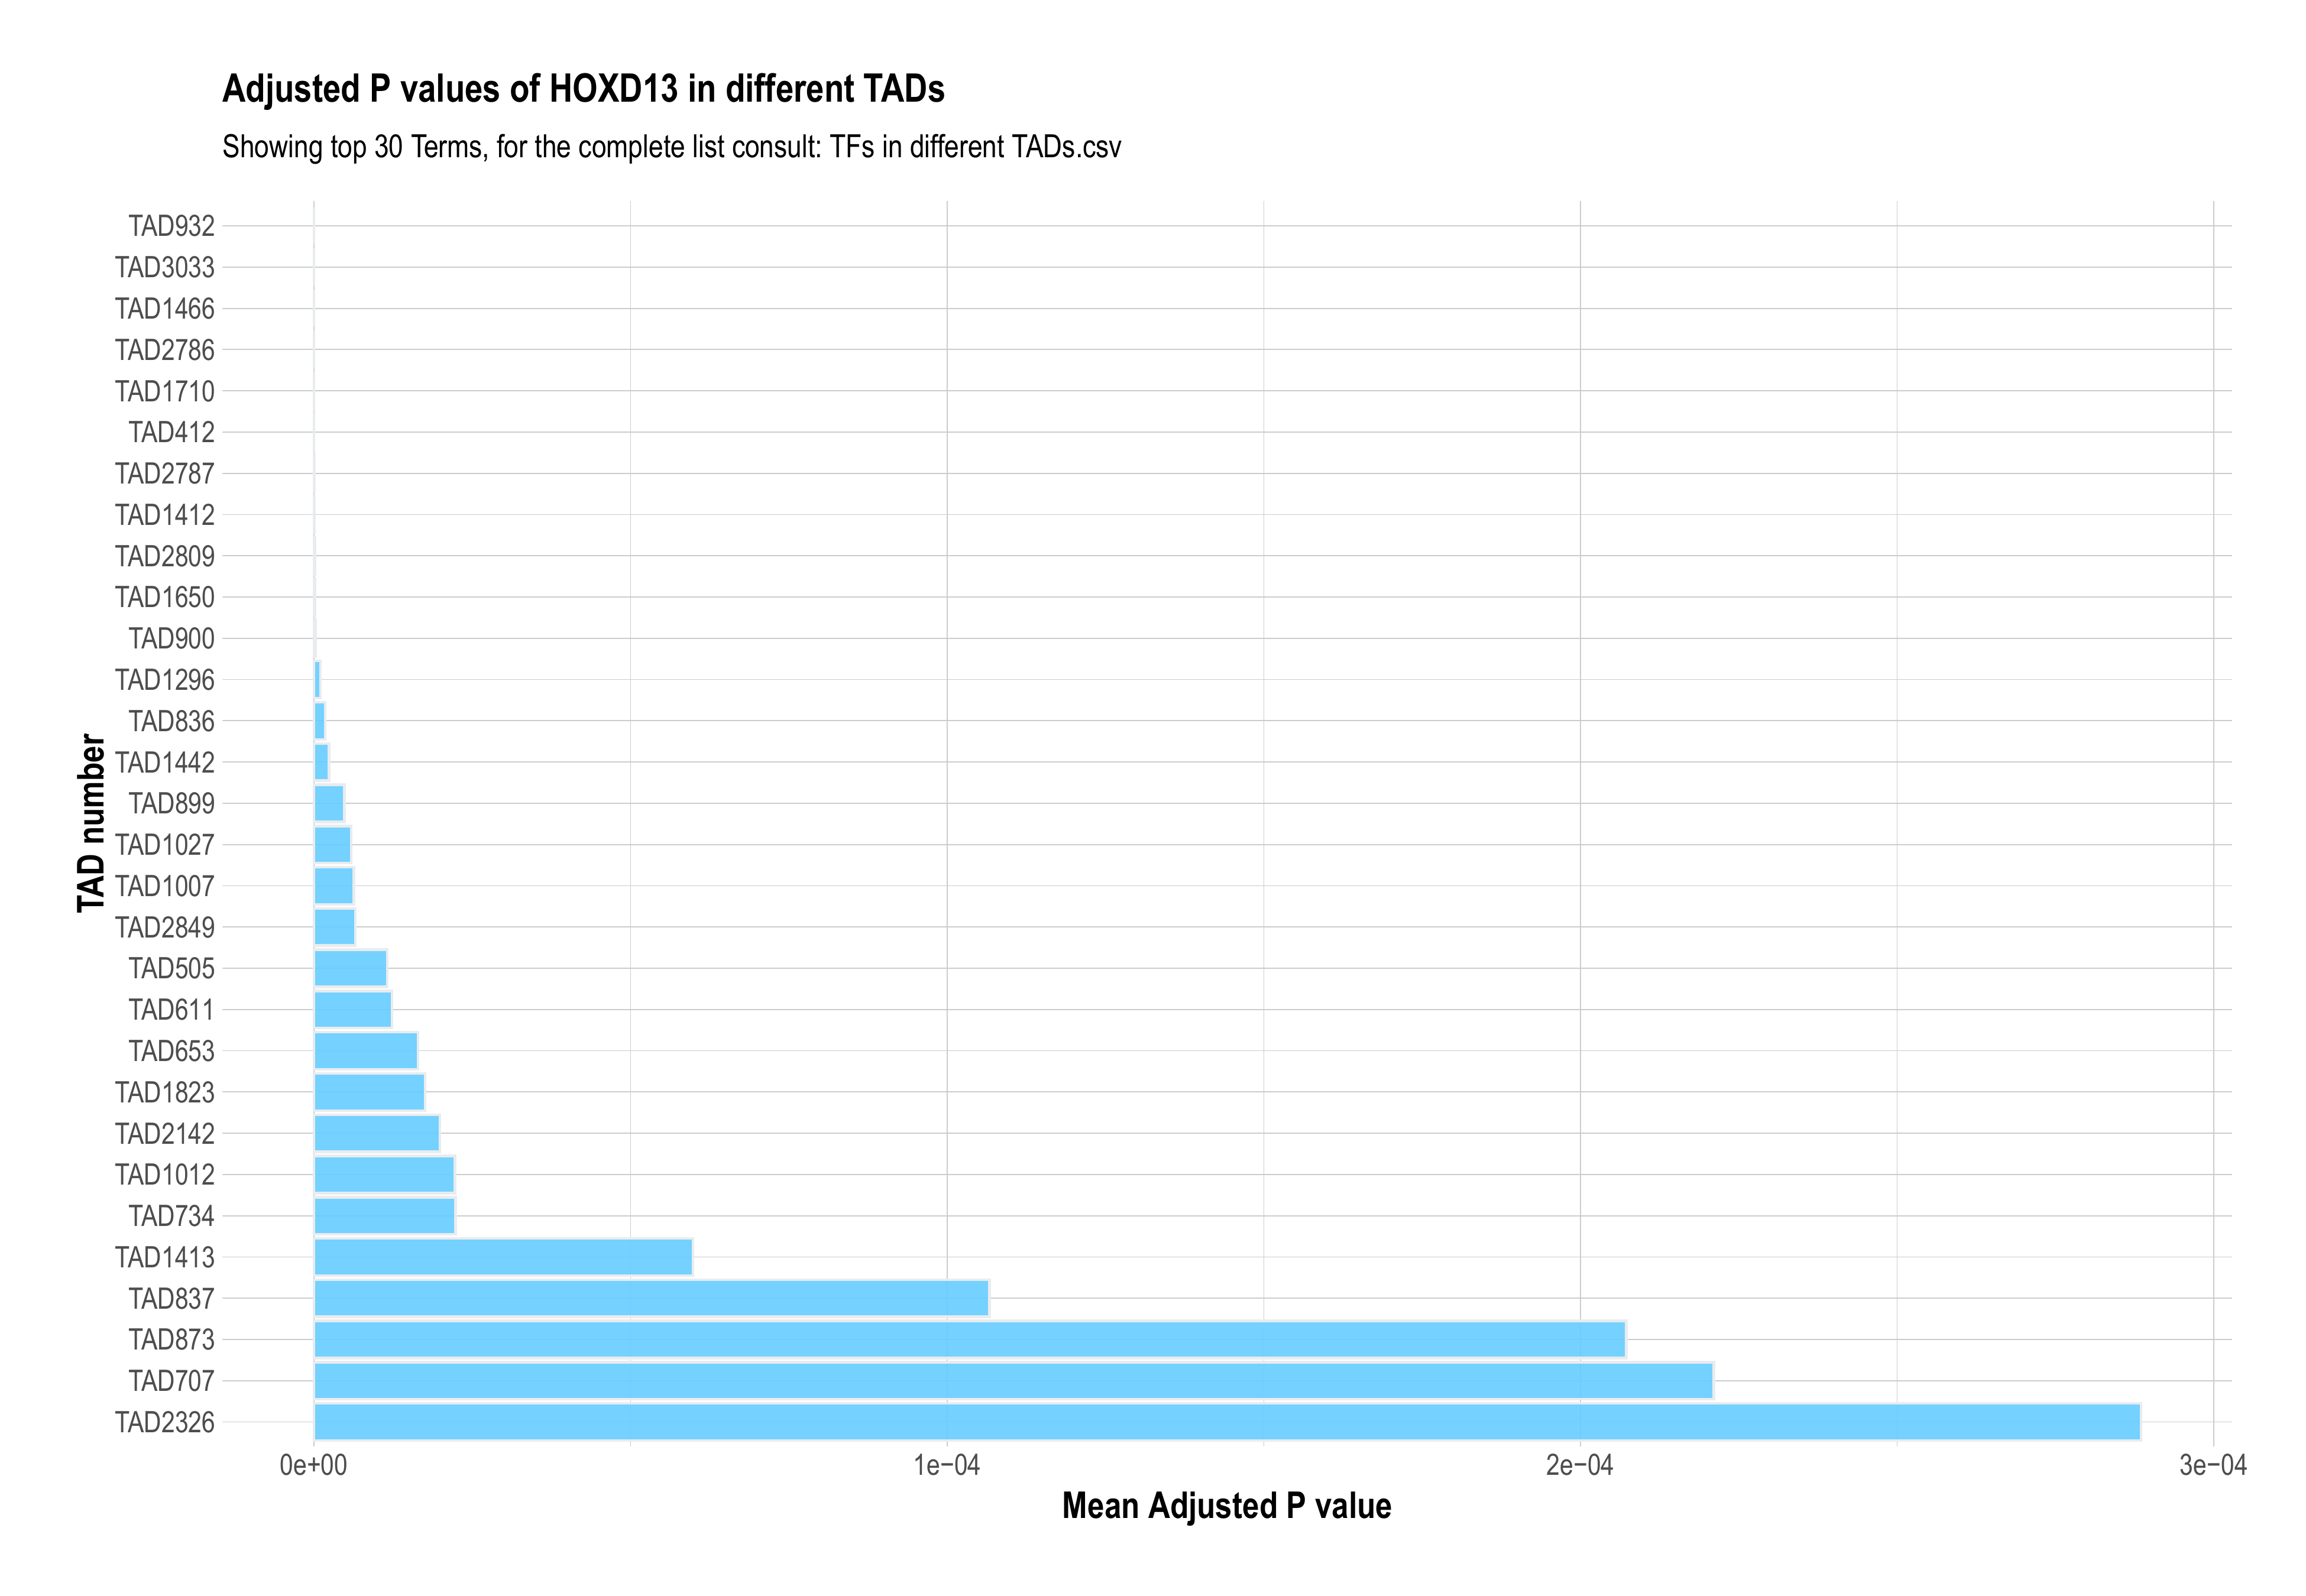 Adjusted P values of HOXD13 in different TADs
Showing top 30 Terms, for the complete list consult: TFs in different TADs.csv
TAD number
TAD932
TAD3033
TAD1466
TAD2786
TAD1710
TAD412
TAD2787
TAD1412
TAD2809
TAD1650
TAD900
TAD1296
TAD836
TAD1442
TAD899
TAD1027
TAD1007
TAD2849
TAD505
TAD611
TAD653
TAD1823
TAD2142
TAD1012
TAD734
TAD1413
TAD837
TAD873
TAD707
TAD2326
0e+00 1e−04 2e−04 3e−04
Mean Adjusted P value